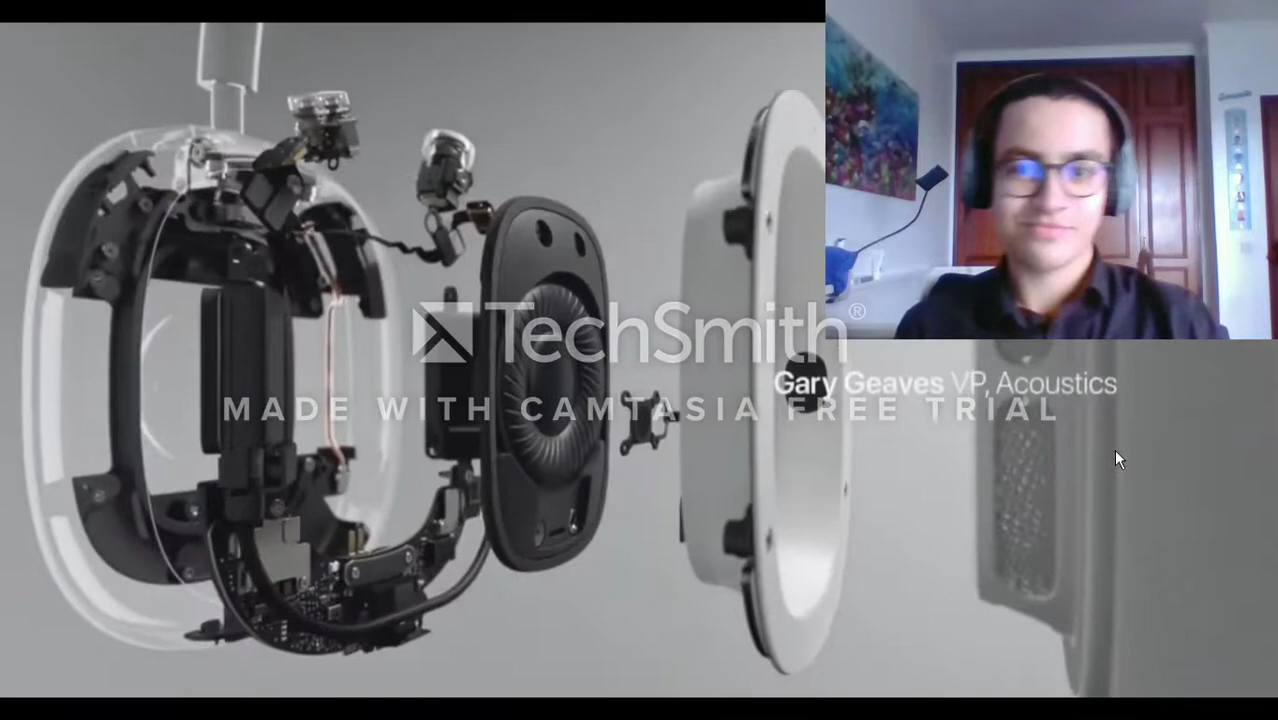 TechSmith®
Gary Geaves VP, Acoustics
MADE WITH CAMTASIA FREE TRIAL